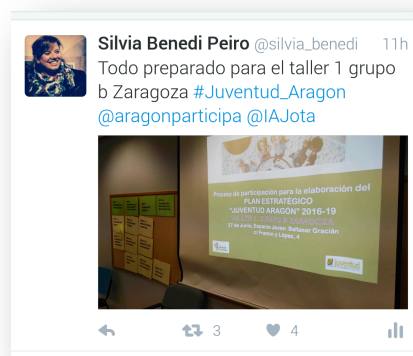 Silvia Benedi Peiro @silvia_benedi 11h
Todo preparado para el taller 1 grupo
b Zaragoza #Juventud_Aragon
@aragonparticipa @IAJota
Proceso de participación para la elaboración del
PLAN ESTRATÉGICO
"JUVENTUD ARAGÓN" 2016-19
27 de Junio, Espacio Joven Baltasar Gracián
c/ Franco y López, 4
Juventud
3 4